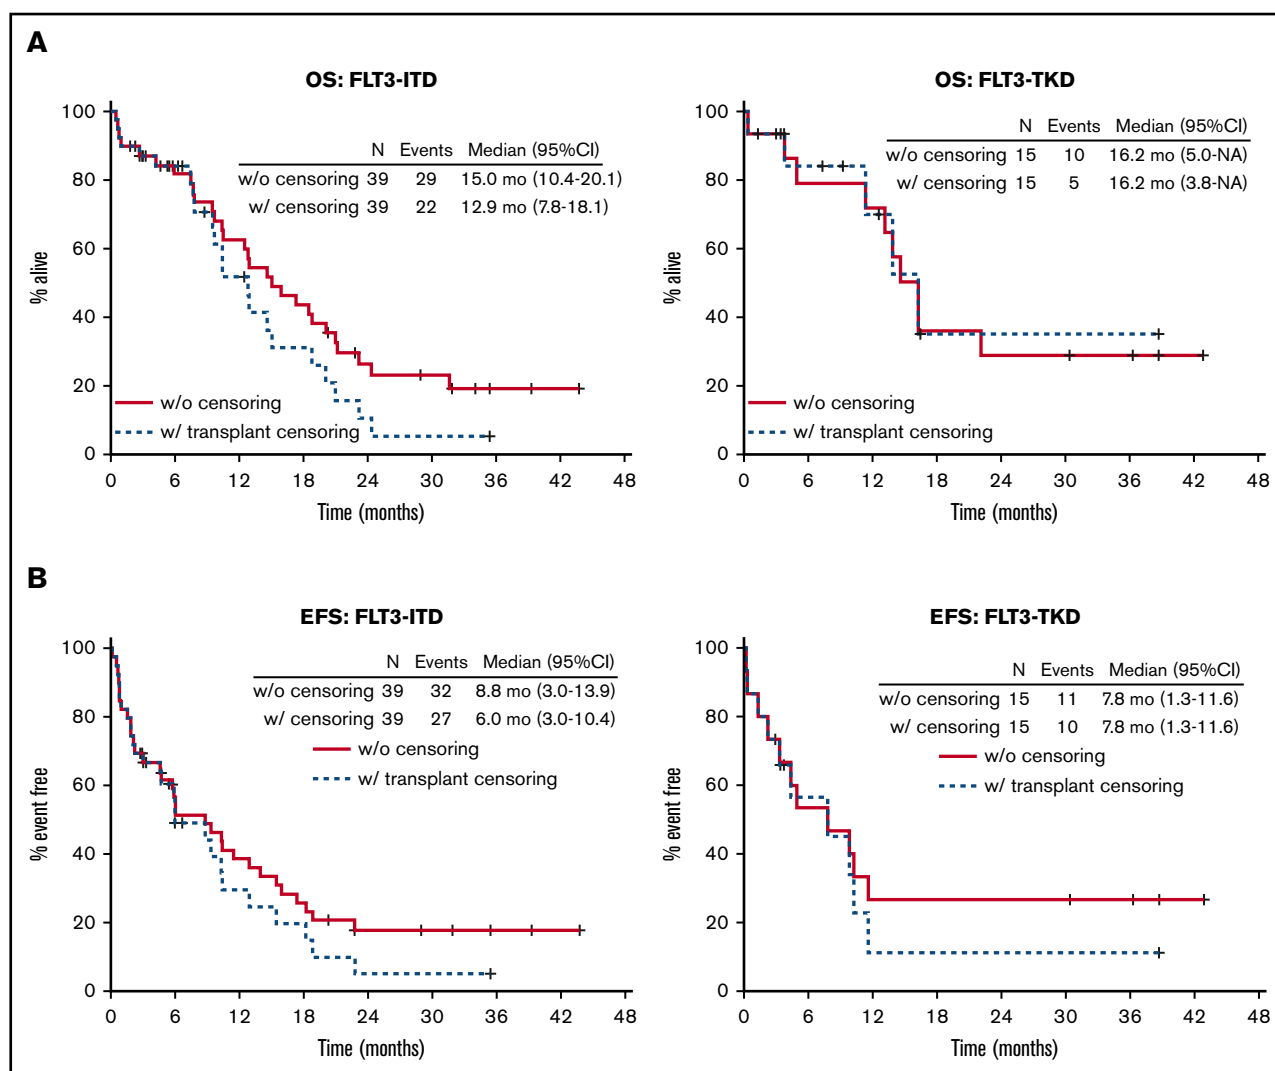 A
OS: FLT3-ITD
N Events Median (95%CI)
w/o censoring 39 29 15.0 mo (10.4-20.1)
w/ censoring 39 22 12.9 mo (7.8-18.1)
100
80
60
40
20
0
% alive
w/o censoring
w/ transplant censoring
0 6 12 18 24 30 36 42 48
Time (months)
OS: FLT3-TKD
N Events Median (95%CI)
w/o censoring 15 10 16.2 mo (5.0-NA)
w/ censoring 15 5 16.2 mo (3.8-NA)
100
80
60
40
20
0
% alive
w/o censoring
w/ transplant censoring
0 6 12 18 24 30 36 42 48
Time (months)
B
EFS: FLT3-ITD
N Events Median (95%CI)
w/o censoring 39 32 8.8 mo (3.0-13.9)
w/ censoring 39 27 6.0 mo (3.0-10.4)
w/o censoring
w/ transplant censoring
100
80
60
40
20
0
% event free
0 6 12 18 24 30 36 42 48
Time (months)
EFS: FLT3-TKD
N Events Median (95%CI)
w/o censoring 15 11 7.8 mo (1.3-11.6)
w/ censoring 15 10 7.8 mo (1.3-11.6)
w/o censoring
w/ transplant censoring
100
80
60
40
20
0
% event free
0 6 12 18 24 30 36 42 48
Time (months)